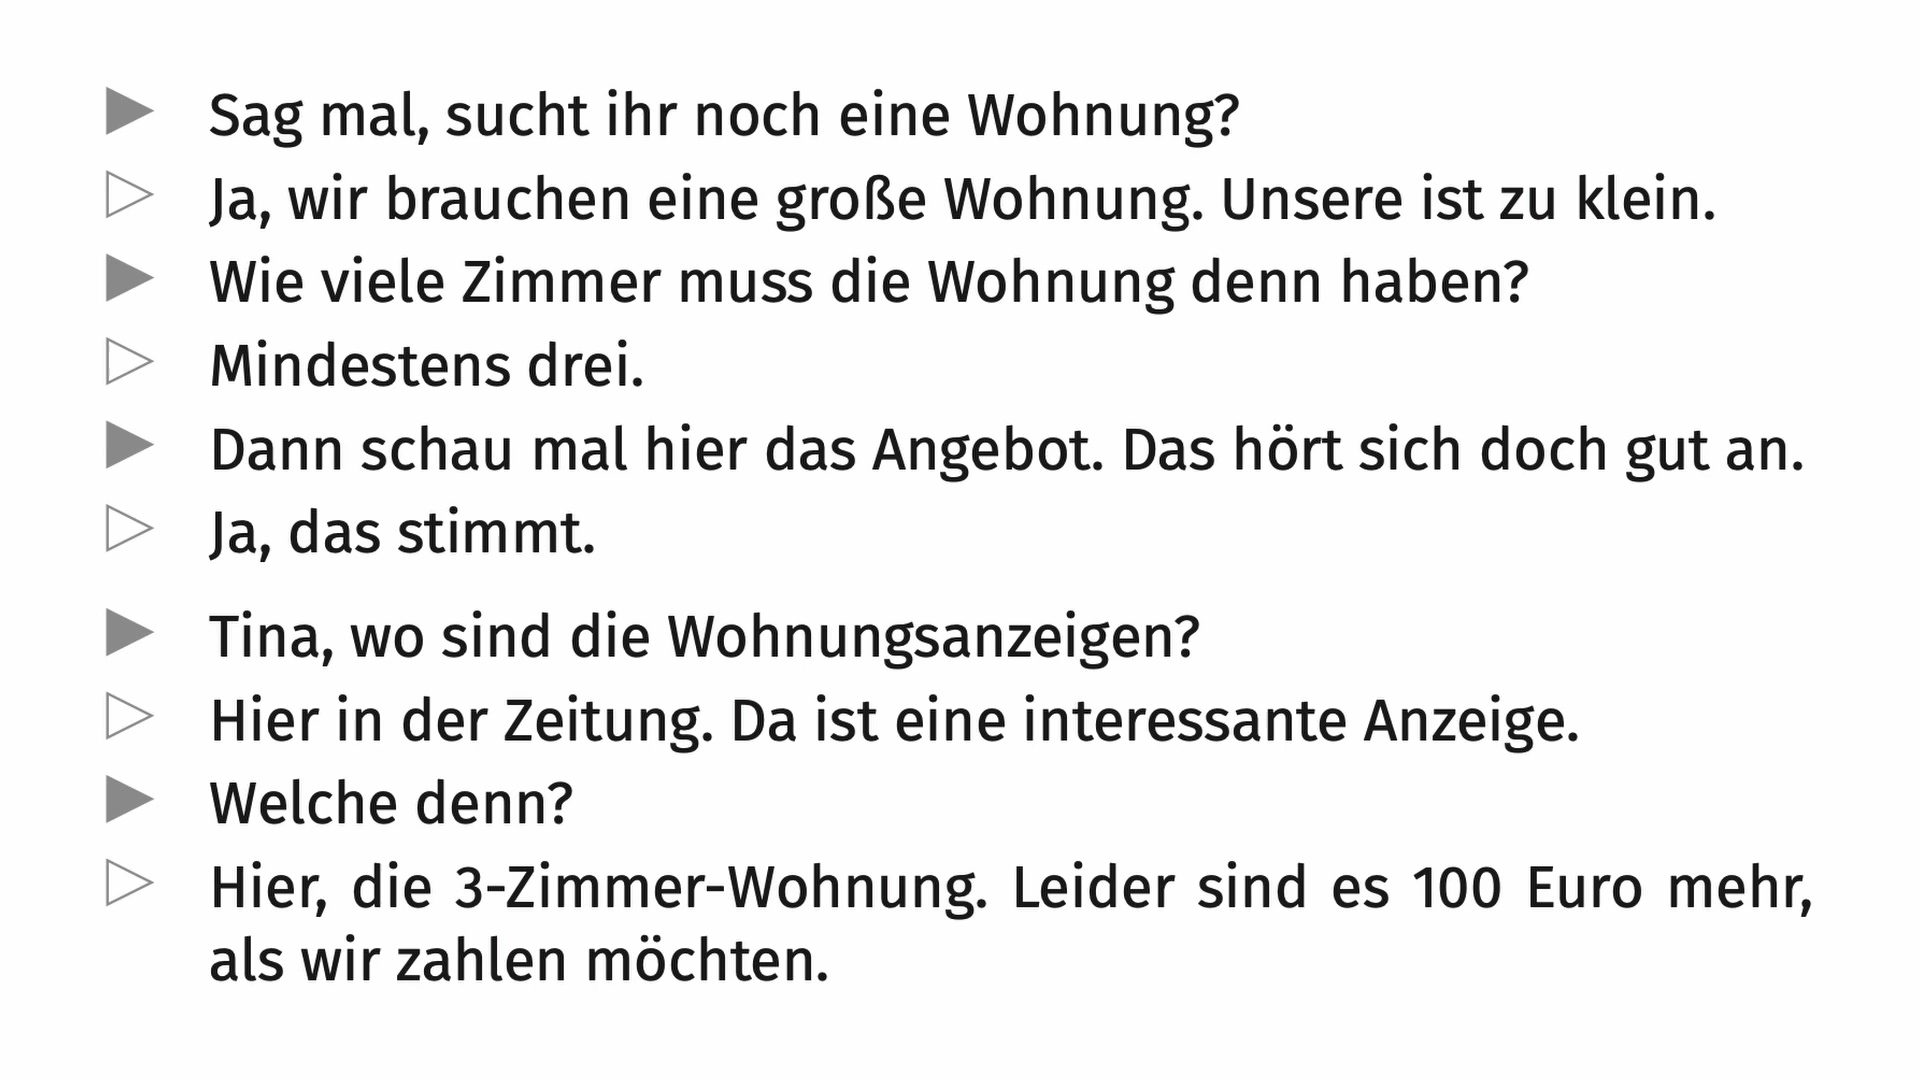 ▶ Sag mal, sucht ihr noch eine Wohnung?
▷ Ja, wir brauchen eine große Wohnung. Unsere ist zu klein.
▶ Wie viele Zimmer muss die Wohnung denn haben?
▷ Mindestens drei.
▶ Dann schau mal hier das Angebot. Das hört sich doch gut an.
▷ Ja, das stimmt.
▶ Tina, wo sind die Wohnungsanzeigen?
▷ Hier in der Zeitung. Da ist eine interessante Anzeige.
▶ Welche denn?
▷ Hier, die 3-Zimmer-Wohnung. Leider sind es 100 Euro mehr,
als wir zahlen möchten.